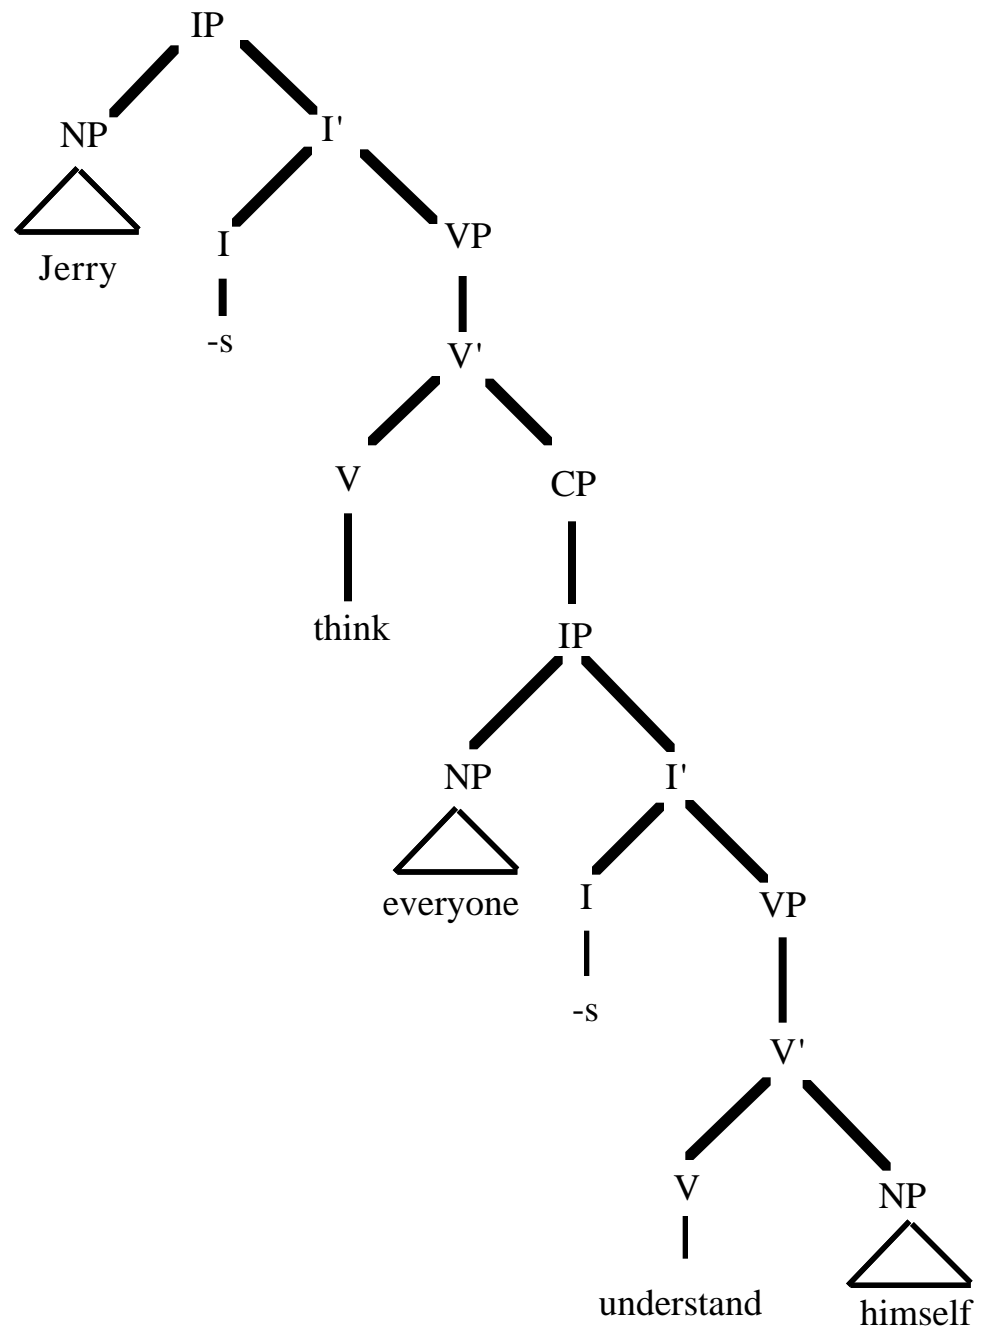 IP
NP
I'
Jerry
I
VP
-s
V'
V
CP
think
IP
NP
I'
everyone
I
VP
-s
V'
V
NP
understand
himself